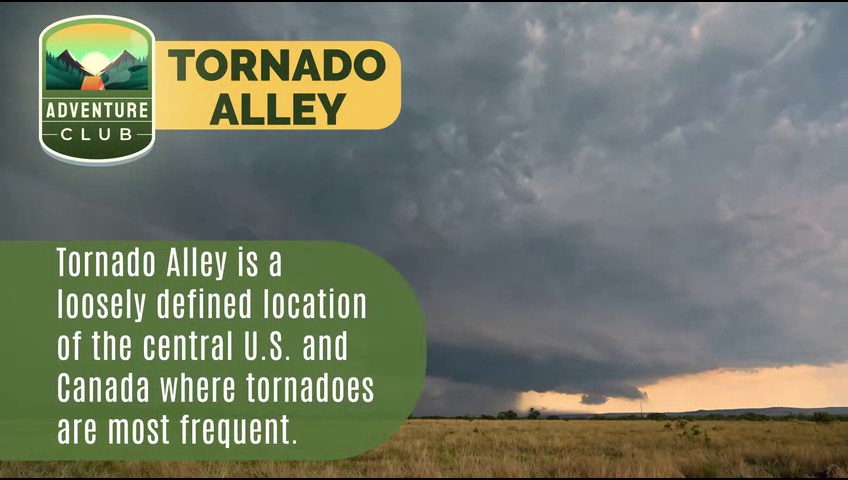 ADVENTURE
CLUB
TORNADO
ALLEY
Tornado Alley is a
loosely defined location
of the central U.S. and
Canada where tornadoes
are most frequent.